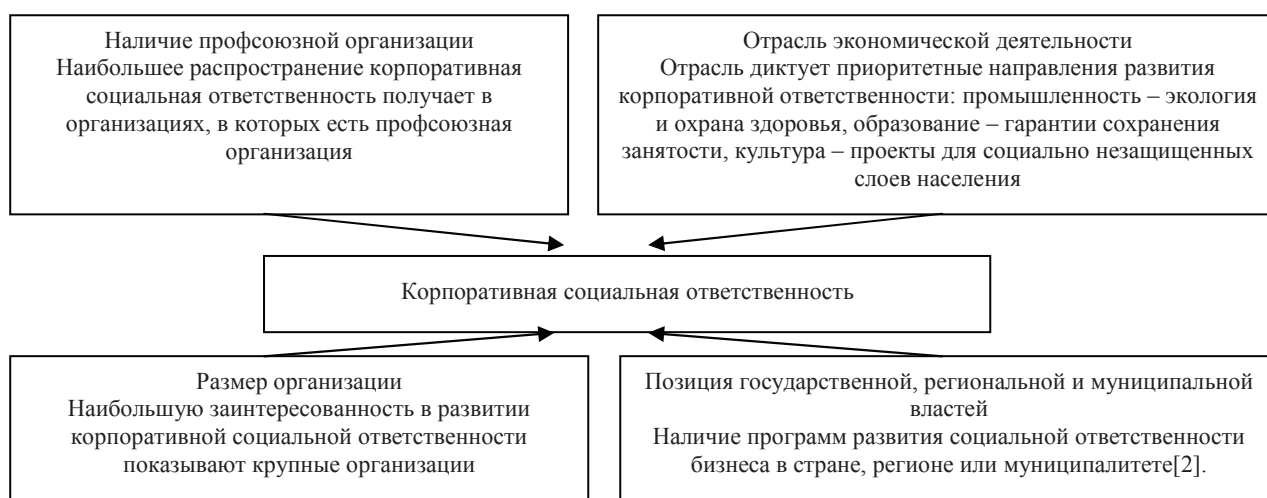 Наличие профсоюзной организации
Наибольшее распространение корпоративная
социальная ответственность получает в
организациях, в которых есть профсоюзная
организация
Отрасль экономической деятельности
Отрасль диктует приоритетные направления развития
корпоративной ответственности: промышленность – экология
и охрана здоровья, образование – гарантии сохранения
занятости, культура – проекты для социально незащищенных
слоев населения
Корпоративная социальная ответственность
Размер организации
Наибольшую заинтересованность в развитии
корпоративной социальной ответственности
показывают крупные организации
Позиция государственной, региональной и муниципальной
властей
Наличие программ развития социальной ответственности
бизнеса в стране, регионе или муниципалитете[2].